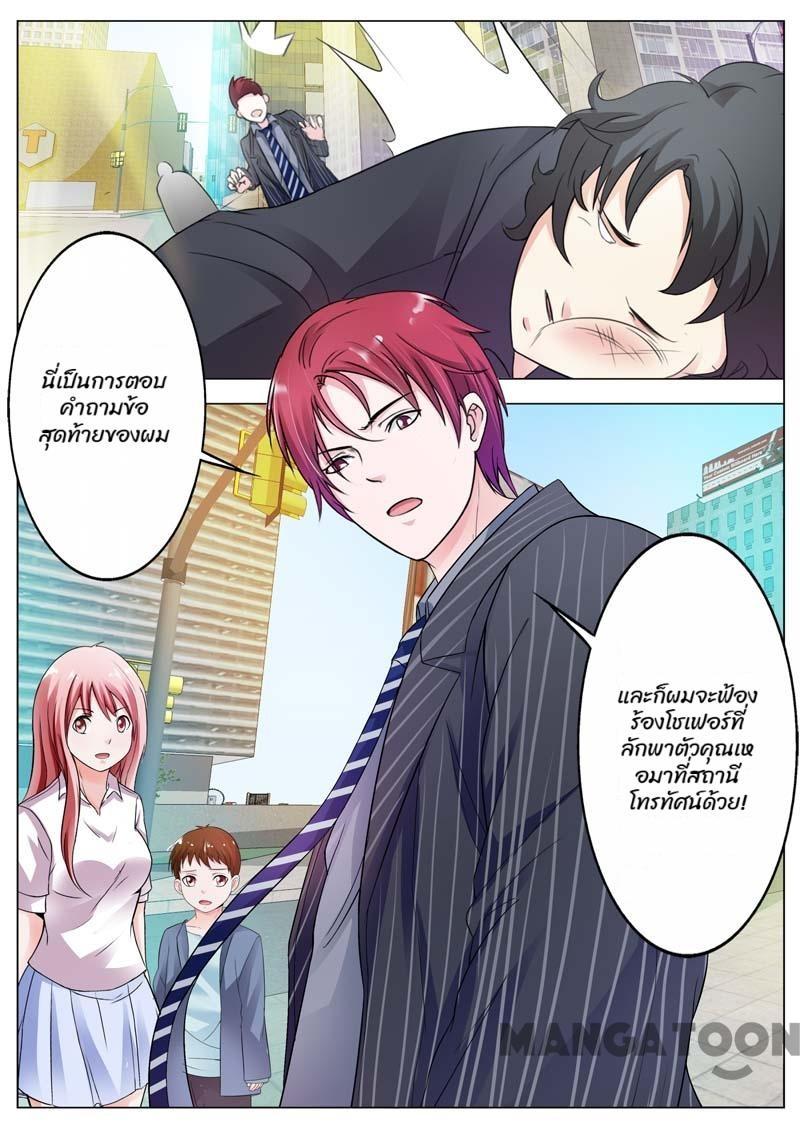 T
นี่เป็นการตอบ
คำถามข้อ
สุดท้ายของผม
และก็ผมจะฟ้อง
ร้องโชเฟอร์ที่
ลักพาตัวคุณเห
อมาที่สถานี
โทรทัศน์ด้วย!
MANGATOON